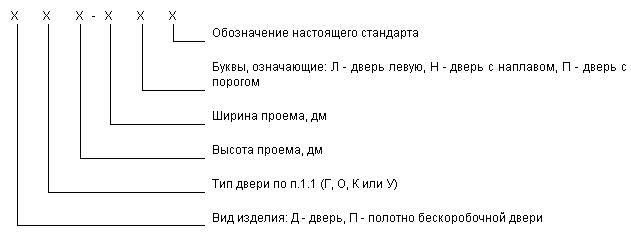 Х Х Х - Х Х Х
Обозначение настоящего стандарта
Буквы, означающие: Л - дверь левую, Н - дверь с наплавом, П - дверь с
порогом
Ширина проема, дм
Высота проема, дм
Тип двери по п.1.1 (Г, О, К или У)
Вид изделия: Д - дверь, П - полотно бескоробочной двери